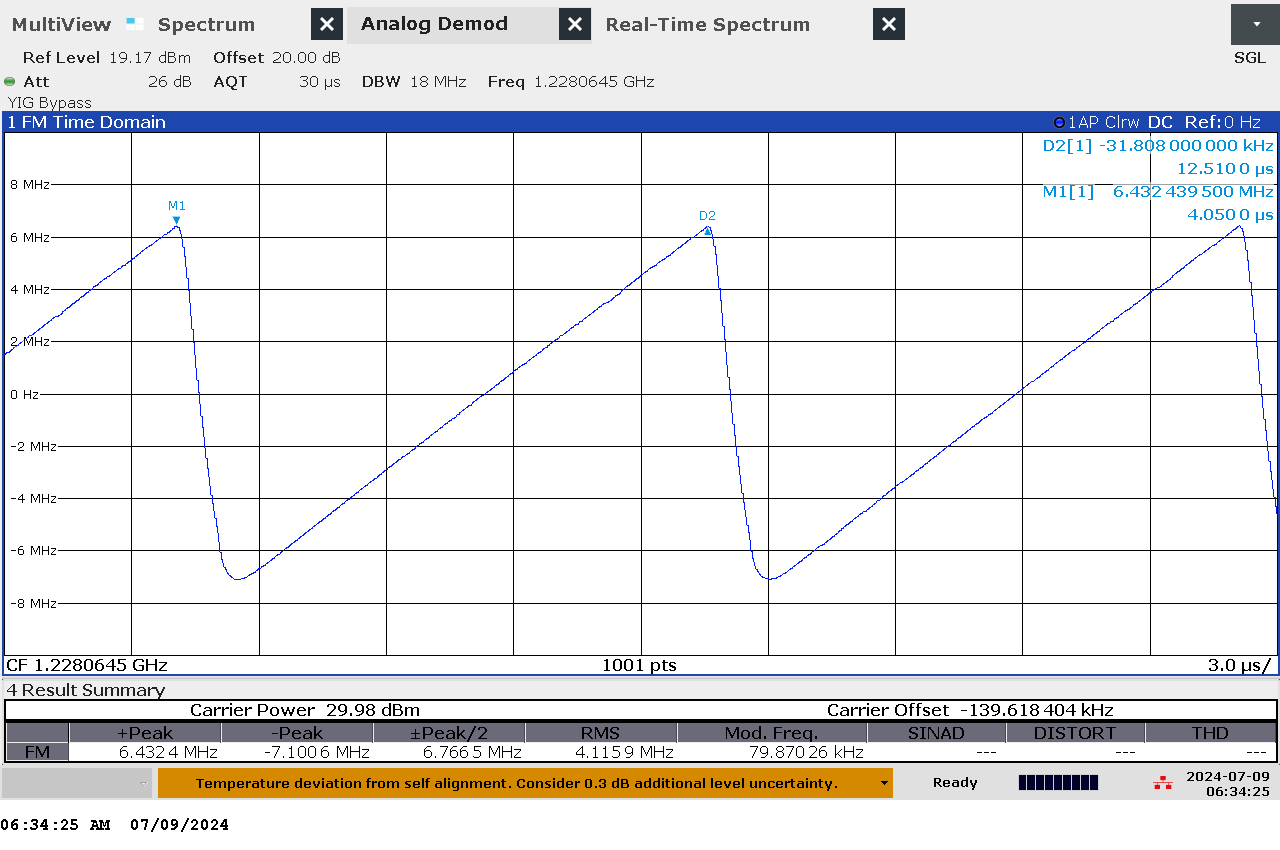 MultiView Spectrum Analog Demod Real-Time Spectrum
Ref Level 19.17 dBm Offset 20.00 dB SGL
Att 26 dB AQT 30 µs DBW 18 MHz Freq 1.2280645 GHz
YIG Bypass
1 FM Time Domain 1AP Clrw DC Ref:0 Hz
D2[1] -31.808 000 000 kHz
12.510 0 µs
M1[1] 6.432 439 500 MHz
4.050 0 µs
8 MHz
M1
D2
6 MHz
4 MHz
2 MHz
0 Hz
-2 MHz
-4 MHz
-6 MHz
-8 MHz
CF 1.2280645 GHz 1001 pts 3.0 µs/
4 Result Summary
Carrier Power 29.98 dBm Carrier Offset -139.618 404 kHz
+Peak -Peak ±Peak/2 RMS Mod. Freq. SINAD DISTORT THD
FM 6.432 4 MHz -7.100 6 MHz 6.766 5 MHz 4.115 9 MHz 79.870 26 kHz --- --- ---
Temperature deviation from self alignment. Consider 0.3 dB additional level uncertainty. Ready 2024-07-09
06:34:25
06:34:25 AM 07/09/2024